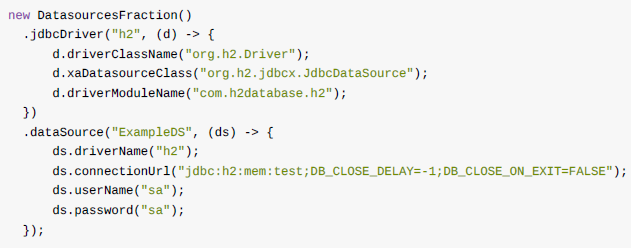 new DatasourcesFraction()
  .jdbcDriver("h2", (d) -> {
      d.driverClassName("org.h2.Driver");
      d.xaDatasourceClass("org.h2.jdbcx.JdbcDataSource");
      d.driverModuleName("com.h2database.h2");
  })
  .dataSource("ExampleDS", (ds) -> {
      ds.driverName("h2");
      ds.connectionUrl("jdbc:h2:mem:test;DB_CLOSE_DELAY=-1;DB_CLOSE_ON_EXIT=FALSE");
      ds.userName("sa");
      ds.password("sa");
  });